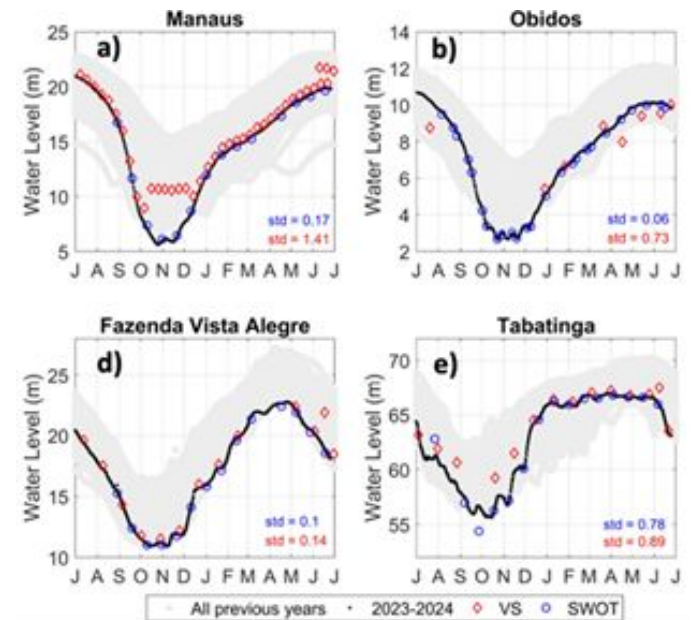 Manaus
a)
Water Level (m)
25
20
15
10
5
std = 0.17
std = 1.41
J A S O N D J F M A M J J
Obidos
b)
Water Level (m)
14
12
10
8
6
4
2
std = 0.06
std = 0.73
J A S O N D J F M A M J J
Fazenda Vista Alegre
d)
Water Level (m)
25
20
15
10
std = 0.1
std = 0.14
J A S O N D J F M A M J J
Tabatinga
e)
Water Level (m)
70
65
60
55
std = 0.78
std = 0.89
J A S O N D J F M A M J J
All previous years 2023-2024 VS SWOT